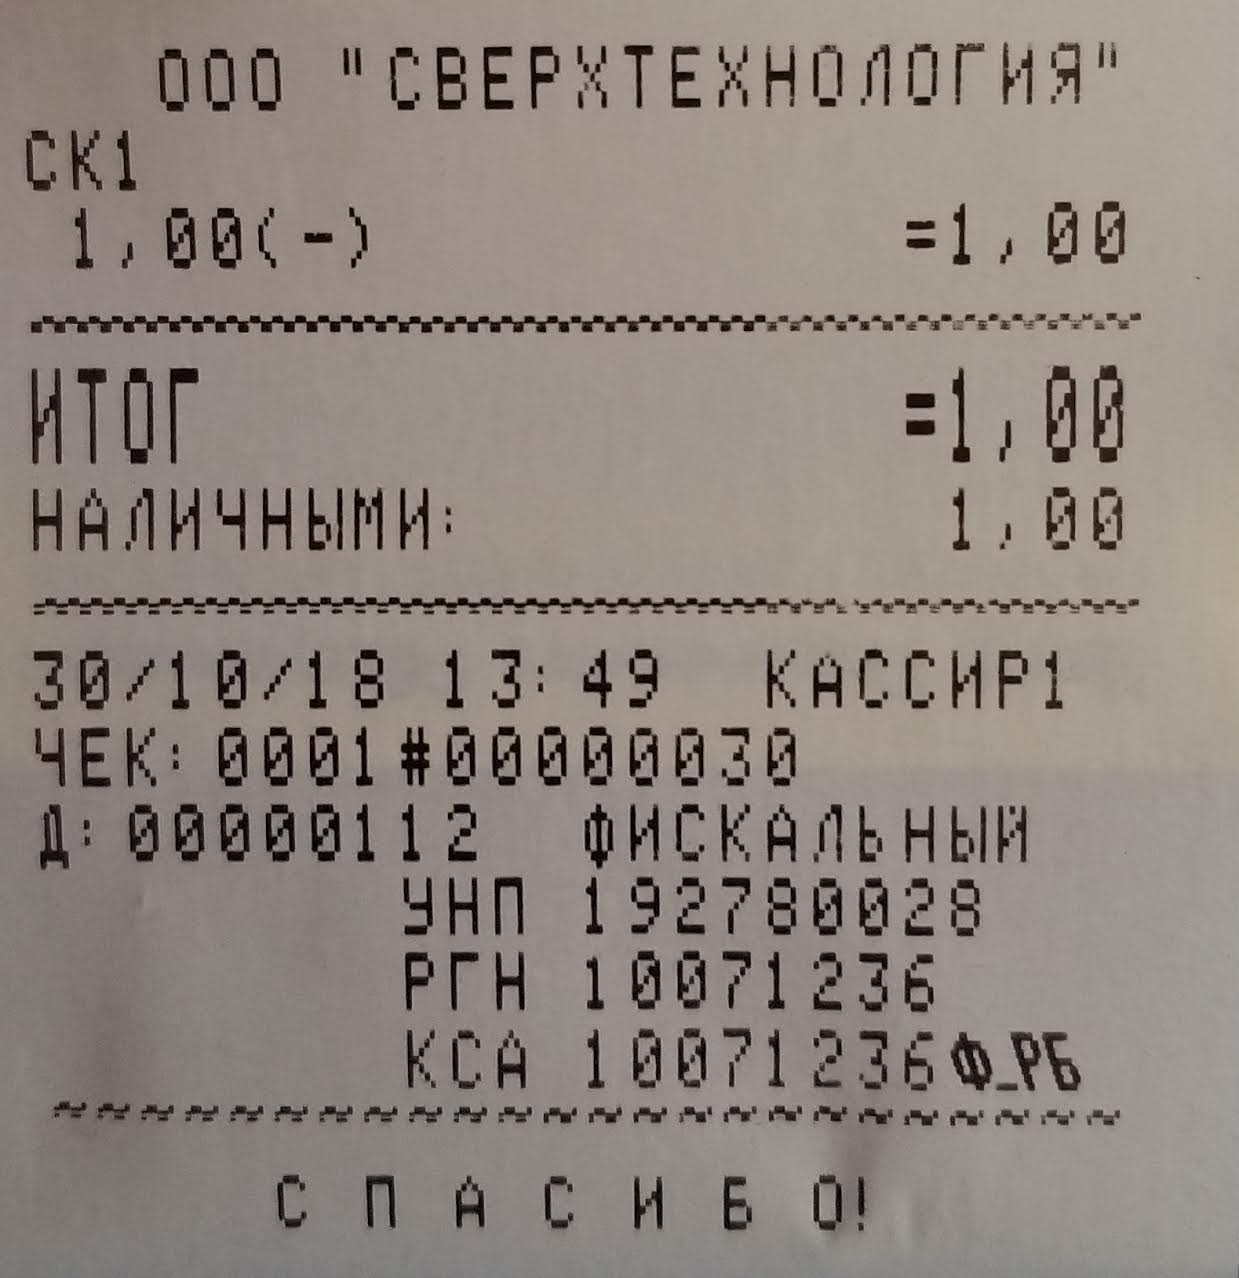 ООО "СВЕРХТЕХНОЛОГИЯ"
СК1
1,00(-) =1,00
ИТОГ =1,00
НАЛИЧНЫМИ: 1,00
30/10/18 13:49 КАССИР1
ЧЕК:0001#00000030
Д:00000112 ФИСКАЛЬНЫЙ
УНП 192780028
РГН 10071236
КСА 10071236Ф_РБ
С П А С И Б О!